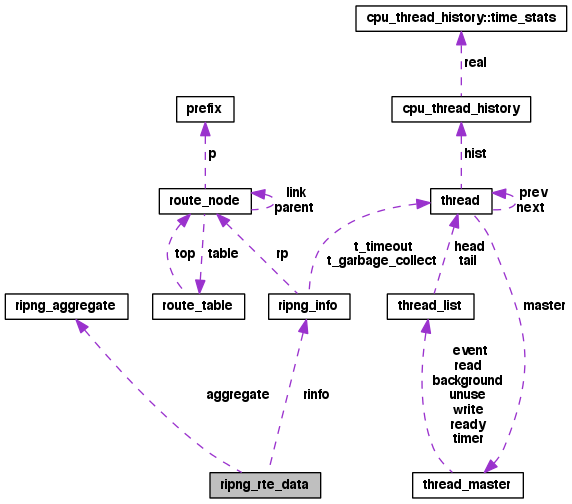 cpu_thread_history::time_stats
real
prefix
cpu_thread_history
p
hist
route_node
link
parent
thread
prev
next
top
table
rp
t_timeout
t_garbage_collect
head
tail
ripng_aggregate
route_table
ripng_info
thread_list
master
event
read
background
unuse
write
ready
timer
aggregate
rinfo
ripng_rte_data
thread_master